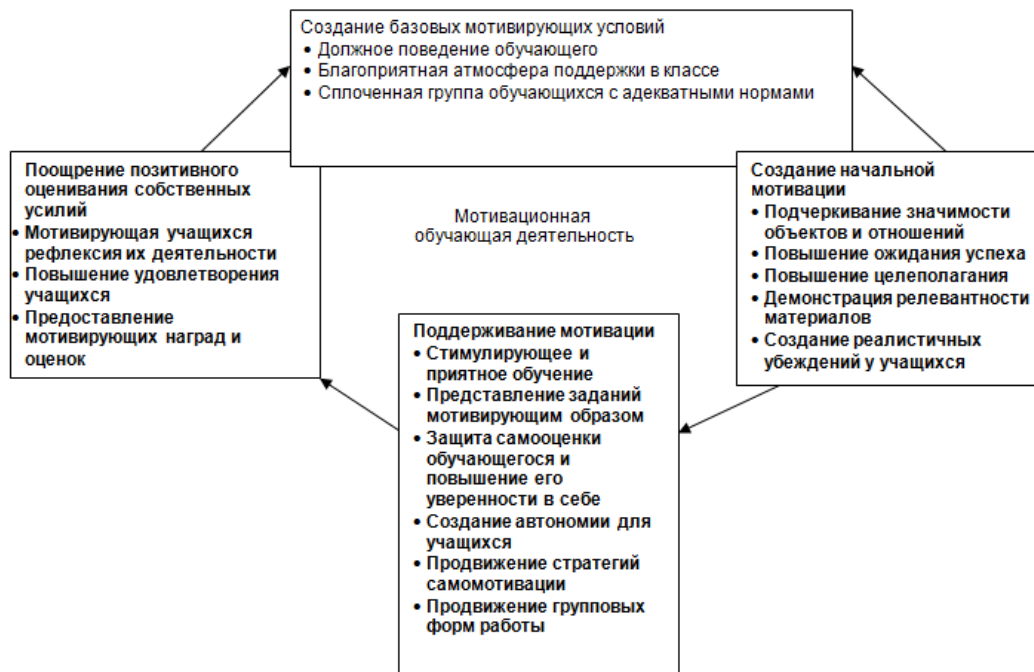 Создание базовых мотивирующих условий
• Должное поведение обучающего
• Благоприятная атмосфера поддержки в классе
• Сплоченная группа обучающихся с адекватными нормами
Поощрение позитивного
оценивания собственных
усилий
• Мотивирующая учащихся
рефлексия их деятельности
• Повышение удовлетворения
учащихся
• Предоставление
мотивирующих наград и
оценок
Мотивационная
обучающая деятельность
Создание начальной
мотивации
• Подчеркивание значимости
объектов и отношений
• Повышение ожидания успеха
• Повышение целеполагания
• Демонстрация релевантности
материалов
• Создание реалистичных
убеждений у учащихся
Поддерживание мотивации
• Стимулирующее и
приятное обучение
• Представление заданий
мотивирующим образом
• Защита самооценки
обучающегося и
повышение его
уверенности в себе
• Создание автономии для
учащихся
• Продвижение стратегий
самомотивации
• Продвижение групповых
форм работы